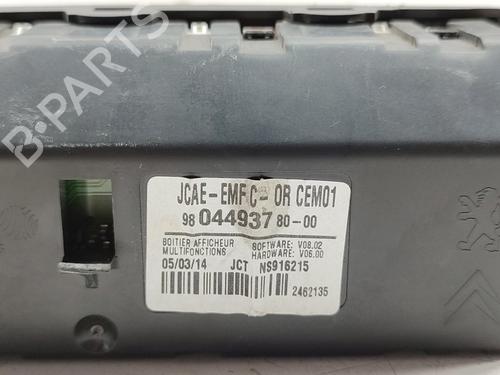 B-PARTS
JCAE-EMF C- OR CEM01
98 044937 80-00
BOITIER AFFICHEUR SOFTWARE: V08.02
MULTIFONCTIONS HARDWARE: V06.00
05/03/14 JCT NS916215
2462135